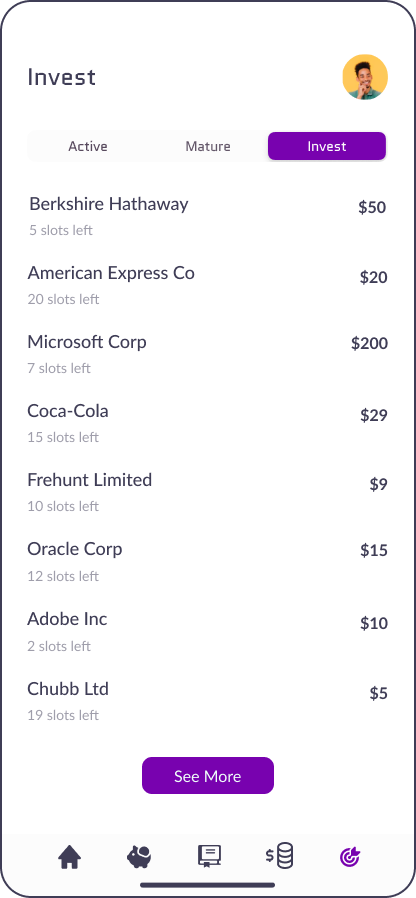 Invest
Active Mature Invest
Berkshire Hathaway $50
5 slots left
American Express Co $20
20 slots left
Microsoft Corp $200
7 slots left
Coca-Cola $29
15 slots left
Frehunt Limited $9
10 slots left
Oracle Corp $15
12 slots left
Adobe Inc $10
2 slots left
Chubb Ltd $5
19 slots left
See More
$